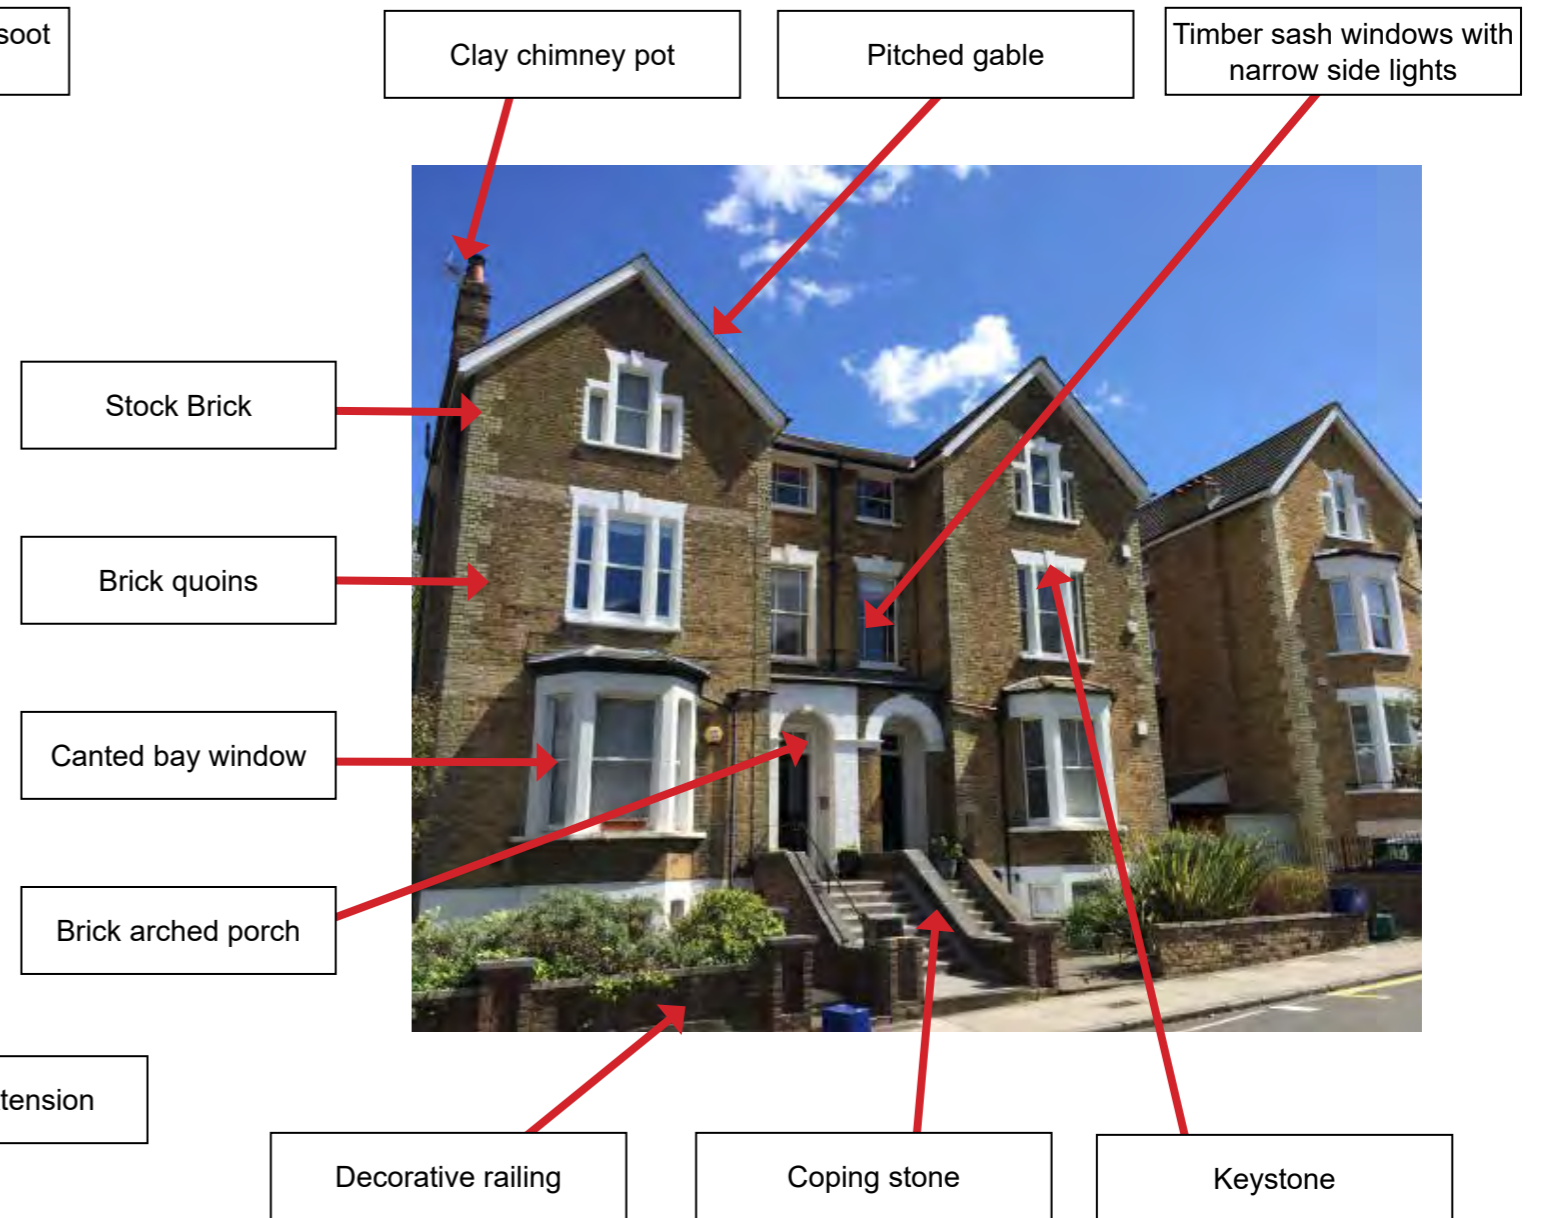 soot
Clay chimney pot
Pitched gable
Timber sash windows with
narrow side lights
Stock Brick
Brick quoins
Canted bay window
Brick arched porch
tension
Decorative railing
Coping stone
Keystone